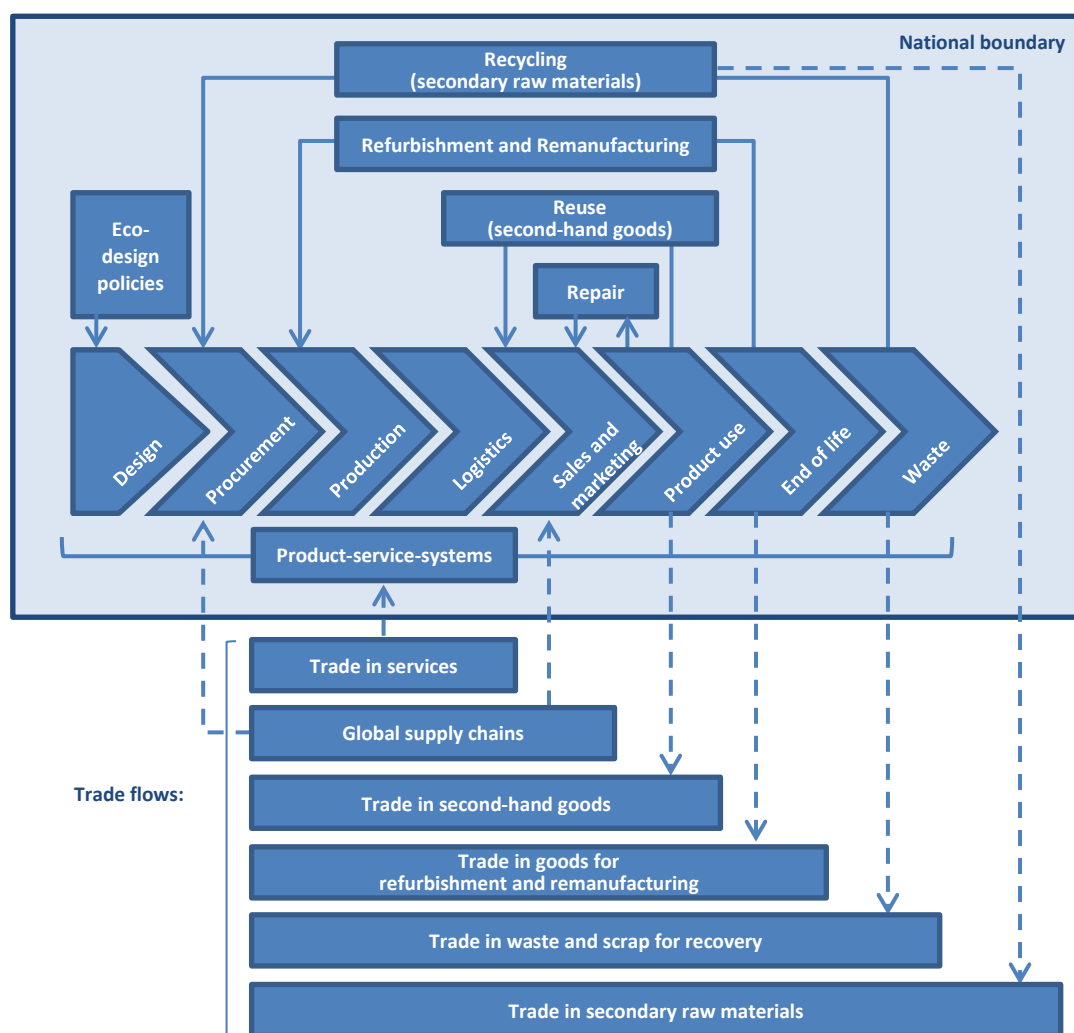 National boundary
Recycling
(secondary raw materials)
Refurbishment and Remanufacturing
Reuse
(second-hand goods)
Eco-
design
policies
Repair
Design
Procurement
Production
Logistics
Sales and
marketing
Product use
End of life
Waste
Product-service-systems
Trade in services
Global supply chains
Trade flows:
Trade in second-hand goods
Trade in goods for
refurbishment and remanufacturing
Trade in waste and scrap for recovery
Trade in secondary raw materials